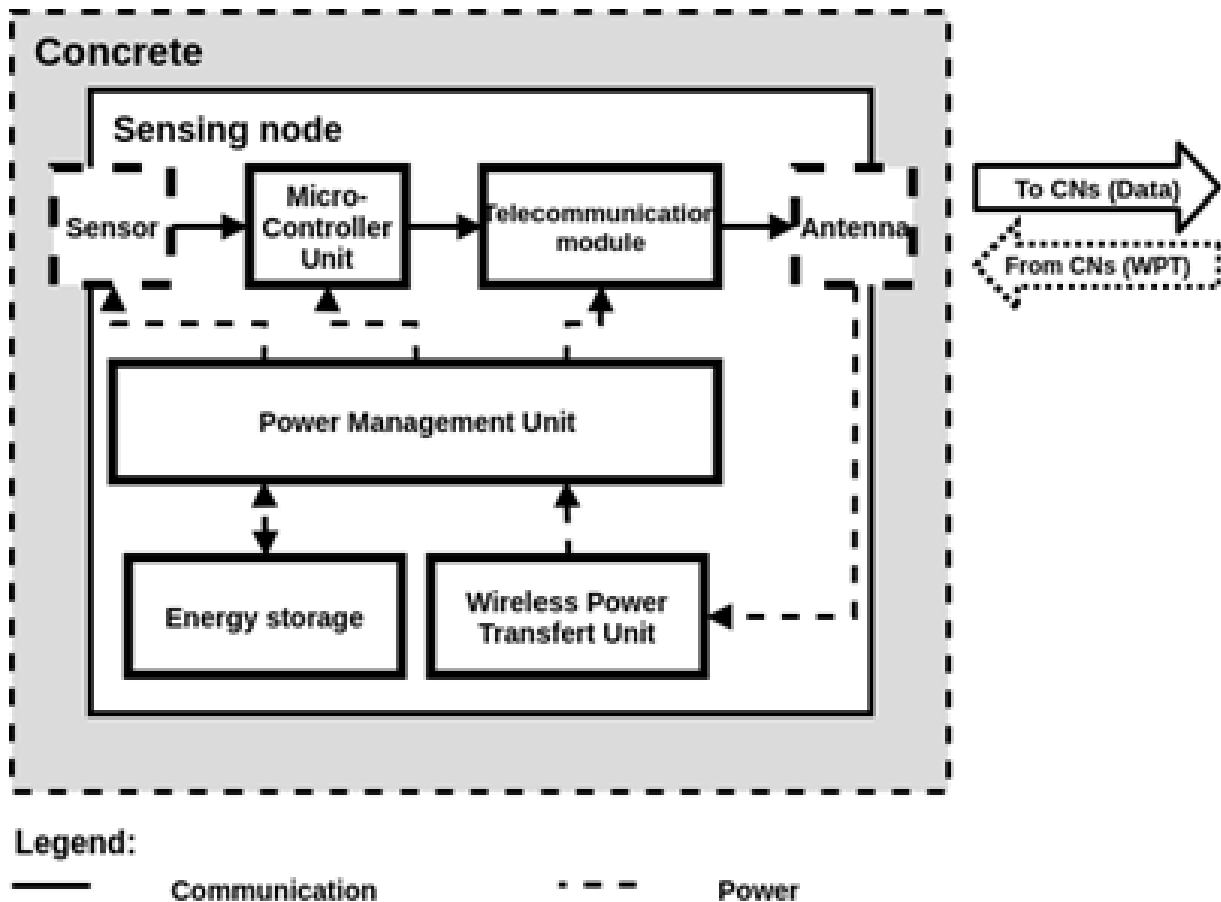 Concrete
Sensing node
Sensor
Micro-
Controller
Unit
Telecommunication
module
Antenna
To CNs (Data)
From CNs (WPT)
Power Management Unit
Energy storage
Wireless Power
Transfert Unit
Legend:
Communication
Power